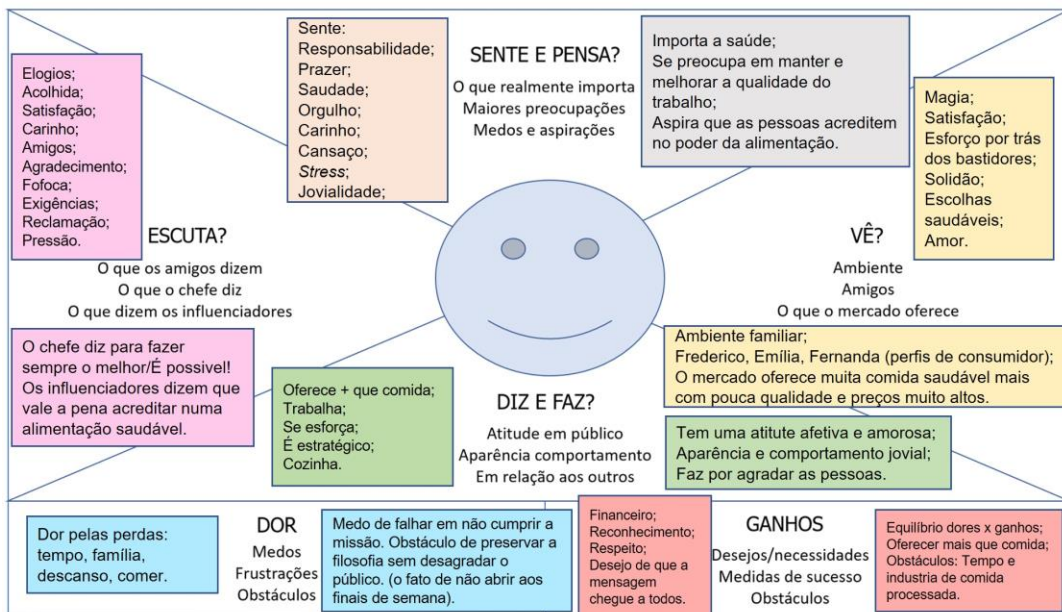 Sente:
Responsabilidade;
Prazer;
Saudade;
Orgulho;
Carinho;
Cansaço;
Stress;
Jovialidade;
SENTE E PENSA?
O que realmente importa
Maiores preocupações
Medos e aspirações
Importa a saúde;
Se preocupa em manter e
melhorar a qualidade do
trabalho;
Aspira que as pessoas acreditem
no poder da alimentação.
Elogios;
Acolhida;
Satisfação;
Carinho;
Amigos;
Agradecimento;
Fofoca;
Exigências;
Reclamação;
Pressão.
ESCUTA?
O que os amigos dizem
O que o chefe diz
O que dizem os influenciadores
O chefe diz para fazer
sempre o melhor/É possivel!
Os influenciadores dizem que
vale a pena acreditar numa
alimentação saudável.
Magia;
Satisfação;
Esforço por trás
dos bastidores;
Solidão;
Escolhas
saudáveis;
Amor.
VÊ?
Ambiente
Amigos
O que o mercado oferece
Ambiente familiar;
Frederico, Emília, Fernanda (perfis de consumidor);
O mercado oferece muita comida saudável mais
com pouca qualidade e preços muito altos.
Oferece + que comida;
Trabalha;
Se esforça;
É estratégico;
Cozinha.
DIZ E FAZ?
Atitude em público
Aparência comportamento
Em relação aos outros
Tem uma atitute afetiva e amorosa;
Aparência e comportamento jovial;
Faz por agradar as pessoas.
Dor pelas perdas:
tempo, família,
descanso, comer.
DOR
Medos
Frustrações
Obstáculos
Medo de falhar em não cumprir a
missão. Obstáculo de preservar a
filosofia sem desagradar o
público. (o fato de não abrir aos
finais de semana).
Financeiro;
Reconhecimento;
Respeito;
Desejo de que a
mensagem
chegue a todos.
GANHOS
Desejos/necessidades
Medidas de sucesso
Obstáculos
Equilíbrio dores x ganhos;
Oferecer mais que comida;
Obstáculos: Tempo e
industria de comida
processada.